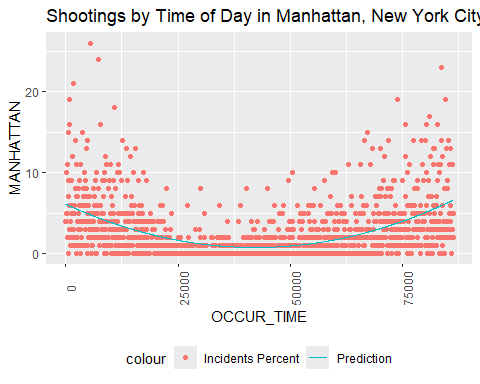 Shootings by Time of Day in Manhattan, New York City
MANHATTAN
20
10
0
0
25000
50000
75000
OCCUR_TIME
colour
Incidents Percent
Prediction